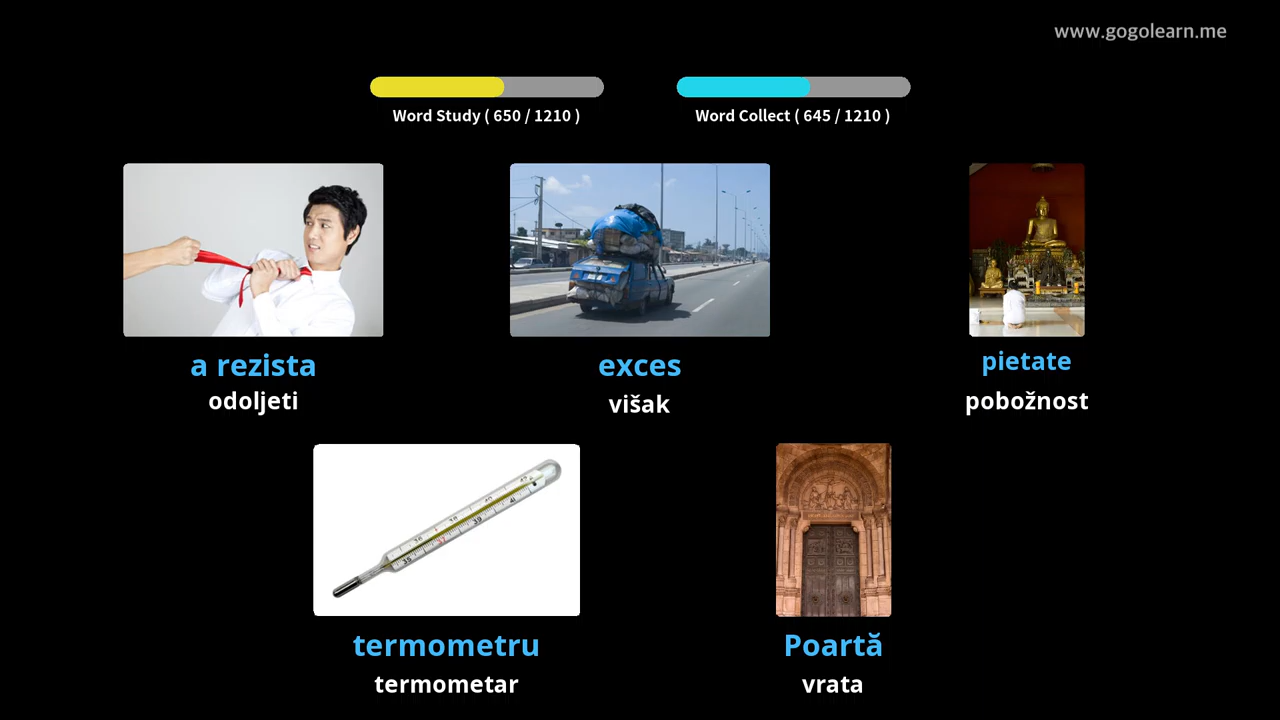 www.gogolearn.me
Word Study ( 650 / 1210 )
Word Collect ( 645 / 1210 )
a rezista
odoljeti
exces
višak
pietate
pobožnost
termometru
termometar
Poartă
vrata